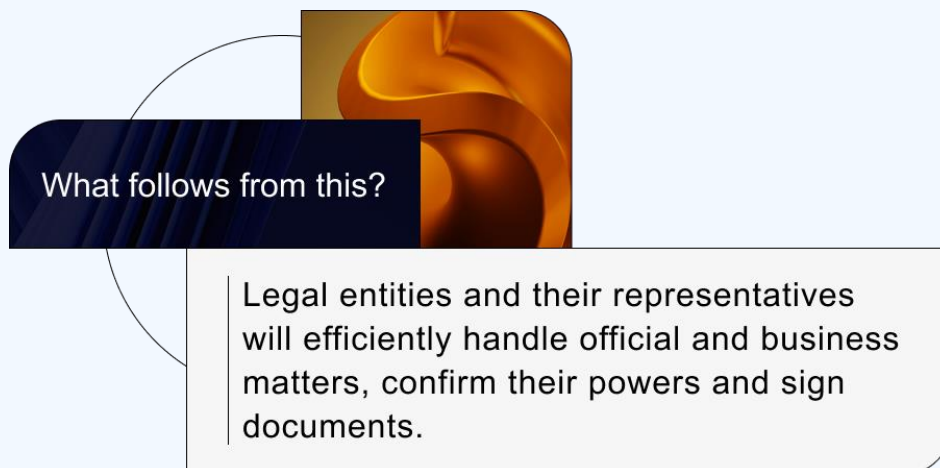 What follows from this?
Legal entities and their representatives
will efficiently handle official and business
matters, confirm their powers and sign
documents.